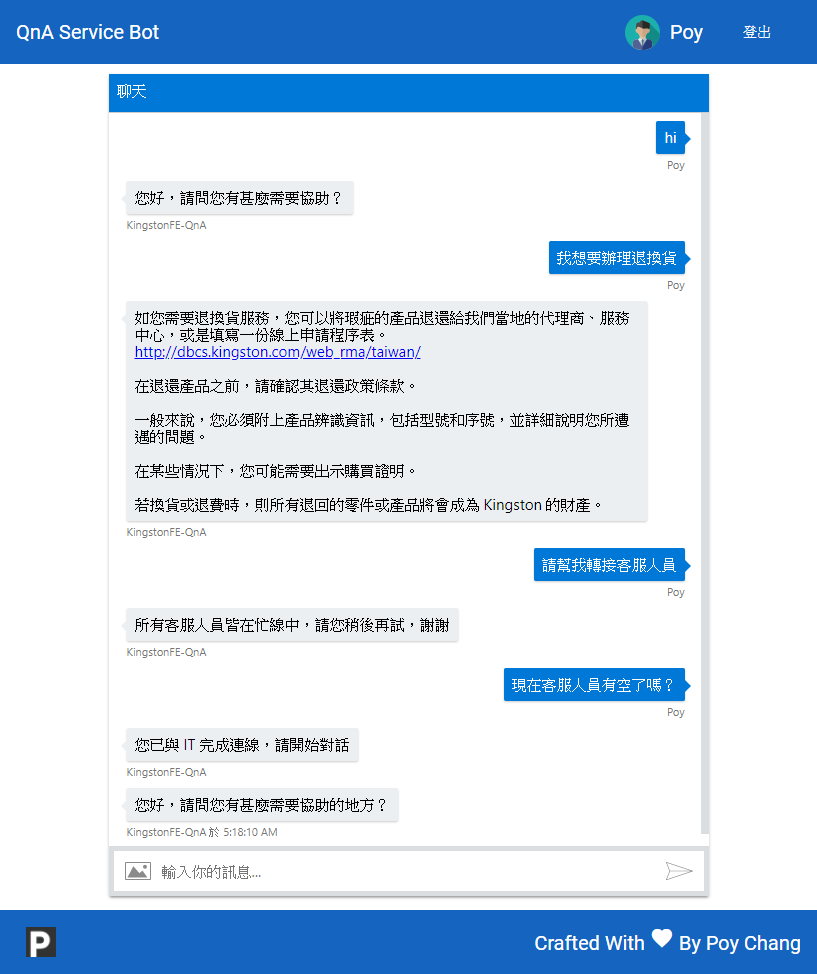 QnA Service Bot
Poy
登出
聊天
hi
Poy
您好，請問您有甚麼需要協助？
KingstonFE-QnA
我想要辦理退換貨
Poy
如您需要退換貨服務，您可以將瑕疵的產品退還給我們當地的代理商、服務
中心，或是填寫一份線上申請程序表。
http://dbcs.kingston.com/web_rma/taiwan/
在退還產品之前，請確認其退還政策條款。
一般來說，您必須附上產品辨識資訊，包括型號和序號，並詳細說明您所遭
遇的問題。
在某些情況下，您可能需要出示購買證明。
若換貨或退費時，則所有退回的零件或產品將會成為 Kingston 的財產。
KingstonFE-QnA
請幫我轉接客服人員
Poy
所有客服人員皆在忙線中，請您稍後再試，謝謝
KingstonFE-QnA
現在客服人員有空了嗎？
Poy
您已與 IT 完成連線，請開始對話
KingstonFE-QnA
您好，請問您有甚麼需要協助的地方？
KingstonFE-QnA 於 5:18:10 AM
輸入你的訊息...
P
Crafted With ♥ By Poy Chang